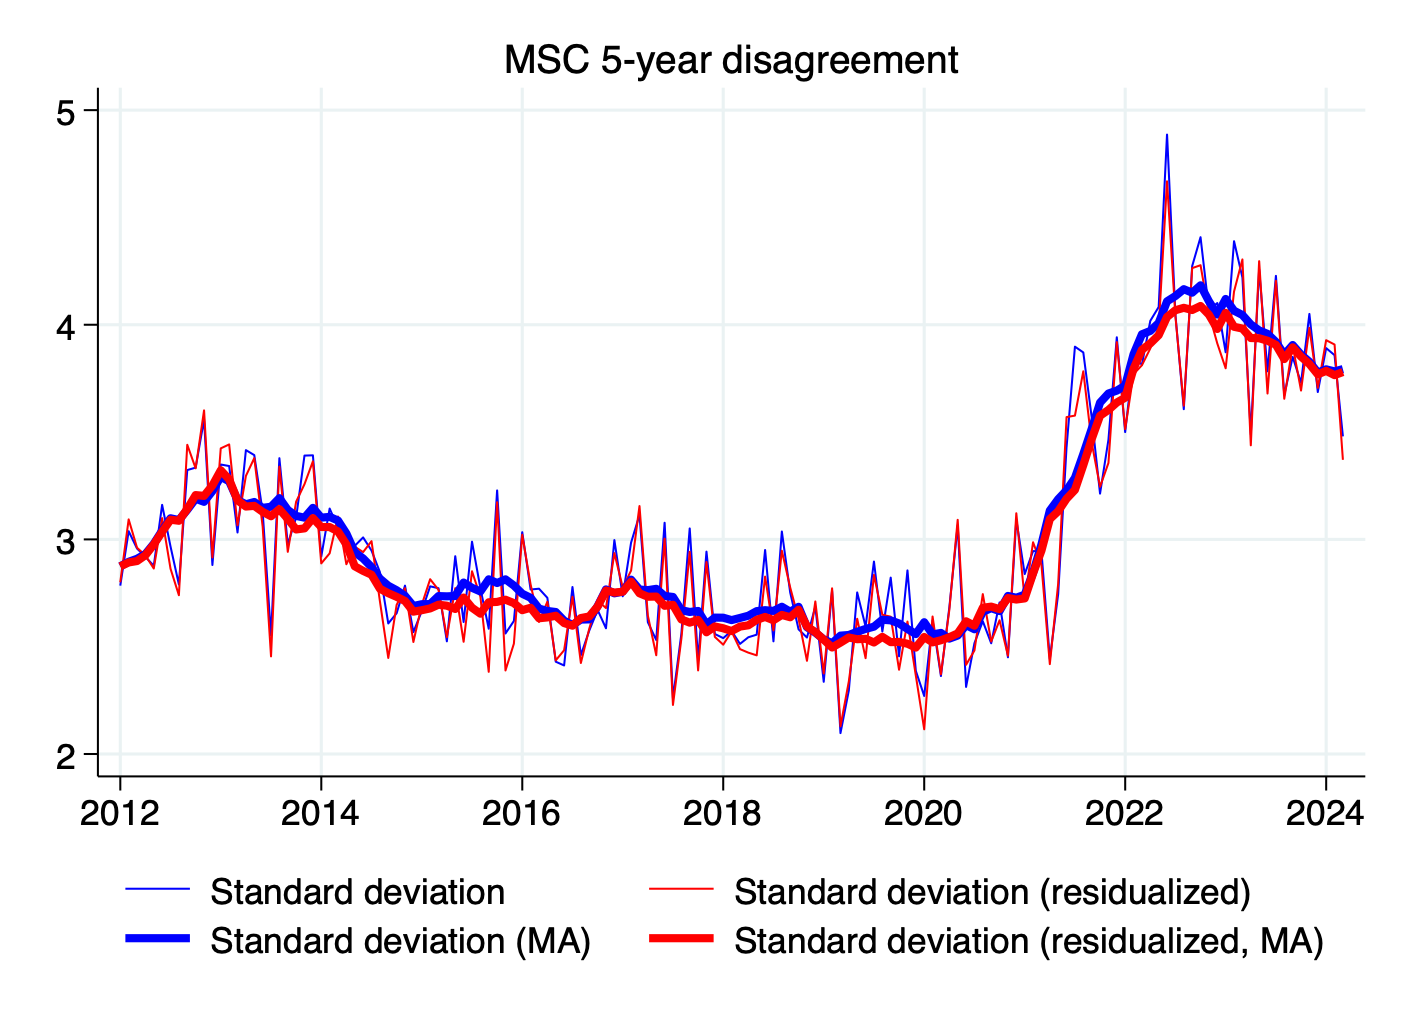 MSC 5-year disagreement
5
4
3
2
2012 2014 2016 2018 2020 2022 2024
Standard deviation Standard deviation (residualized)
Standard deviation (MA) Standard deviation (residualized, MA)